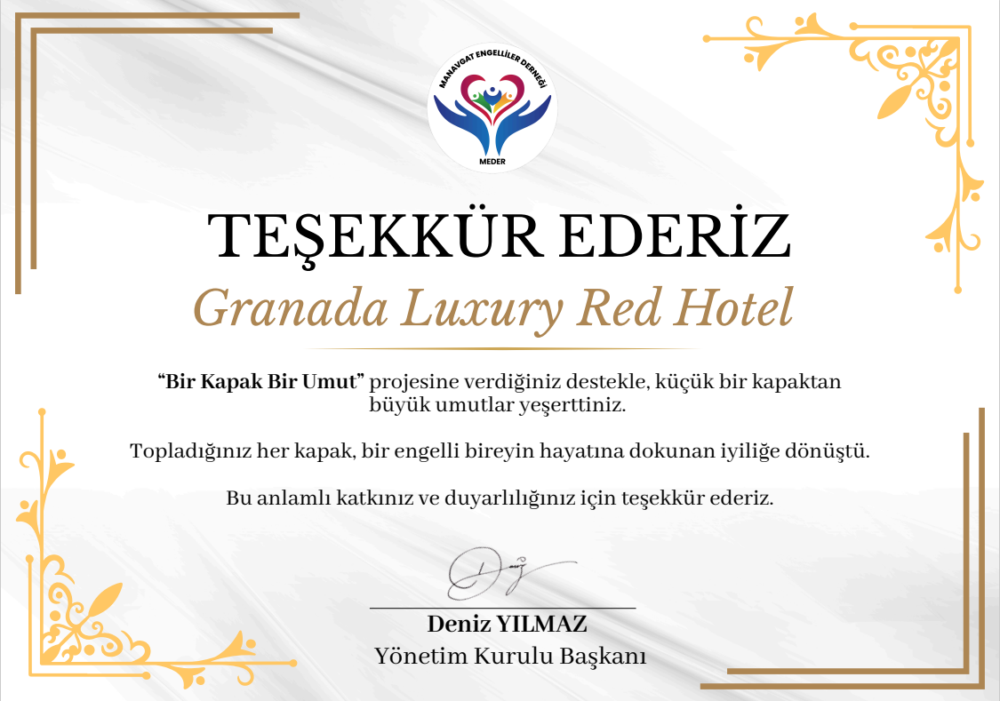 MANAVGAT ENGELLİLER DERNEĞİ
MEDER
TEŞEKKÜR EDERİZ
Granada Luxury Red Hotel
“Bir Kapak Bir Umut” projesine verdiğiniz destekle, küçük bir kapaktan
büyük umutlar yeşerttiniz.
Topladığınız her kapak, bir engelli bireyin hayatına dokunan iyiliğe dönüştü.
Bu anlamlı katkınız ve duyarlılığınız için teşekkür ederiz.
Deniz
Deniz YILMAZ
Yönetim Kurulu Başkanı